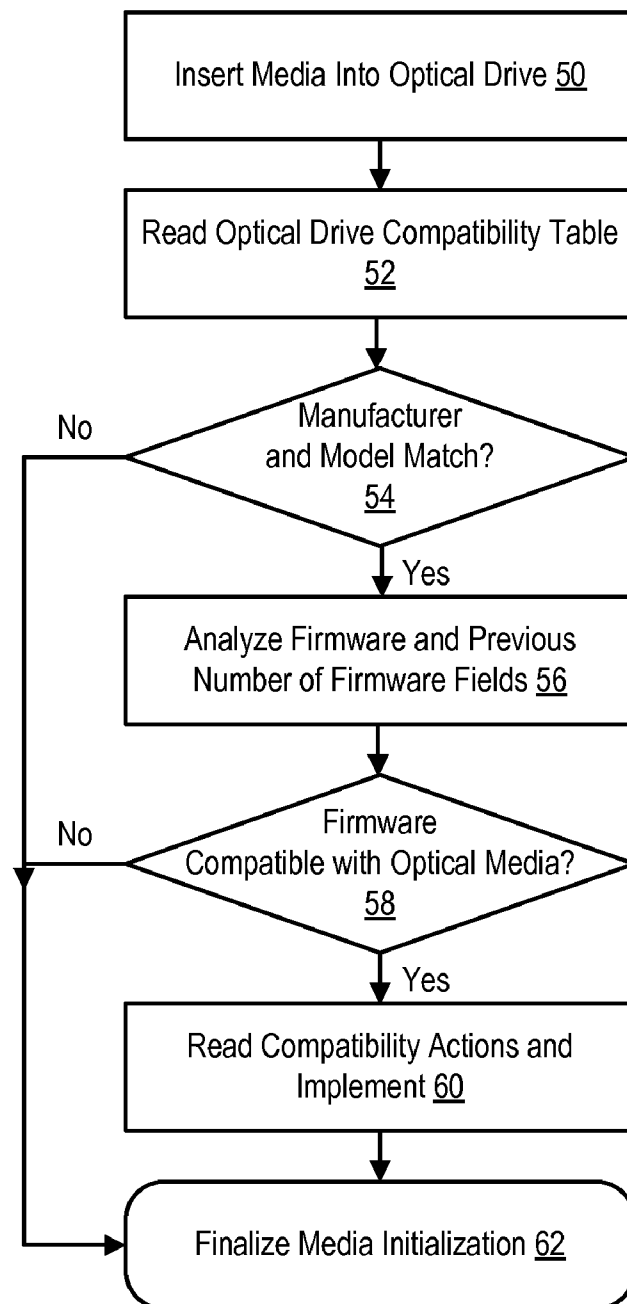 Insert Media Into Optical Drive 50
Read Optical Drive Compatibility Table
52
Manufacturer
and Model Match?
54
No
Yes
Analyze Firmware and Previous
Number of Firmware Fields 56
Firmware
Compatible with Optical Media?
58
No
Yes
Read Compatibility Actions and
Implement 60
Finalize Media Initialization 62